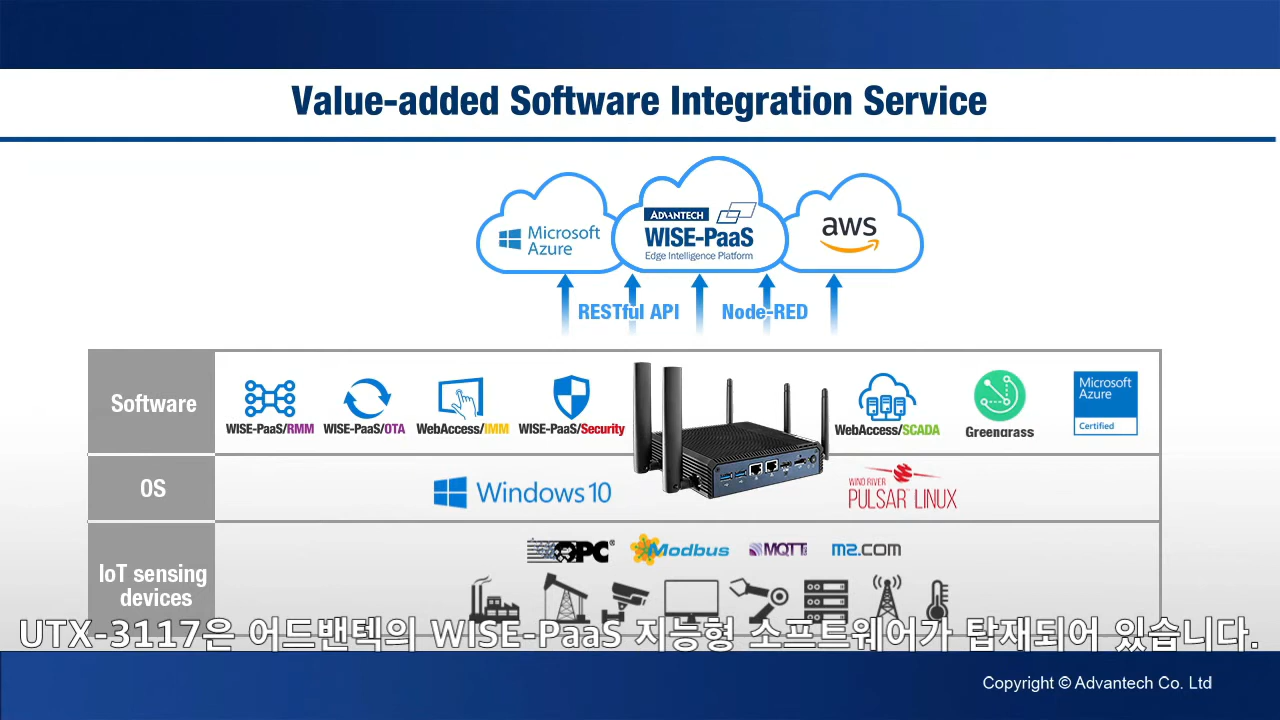 Value-added Software Integration Service
Microsoft
Azure
ADVANTECH
WISE-PaaS
Edge Intelligence Platform
aws
RESTful API
Node-RED
Software
WISE-PaaS/RMM
WISE-PaaS/OTA
WebAccess/IMM
WISE-PaaS/Security
WebAccess/SCADA
Greengrass
Microsoft
Azure
Certified
OS
Windows 10
WIND RIVER
PULSAR™ LINUX
IoT sensing
devices
OPC®
Modbus
MQTT
M2.COM
UTX-3117은 어드밴텍의 WISE-PaaS 지능형 소프트웨어가 탑재되어 있습니다.
Copyright © Advantech Co. Ltd